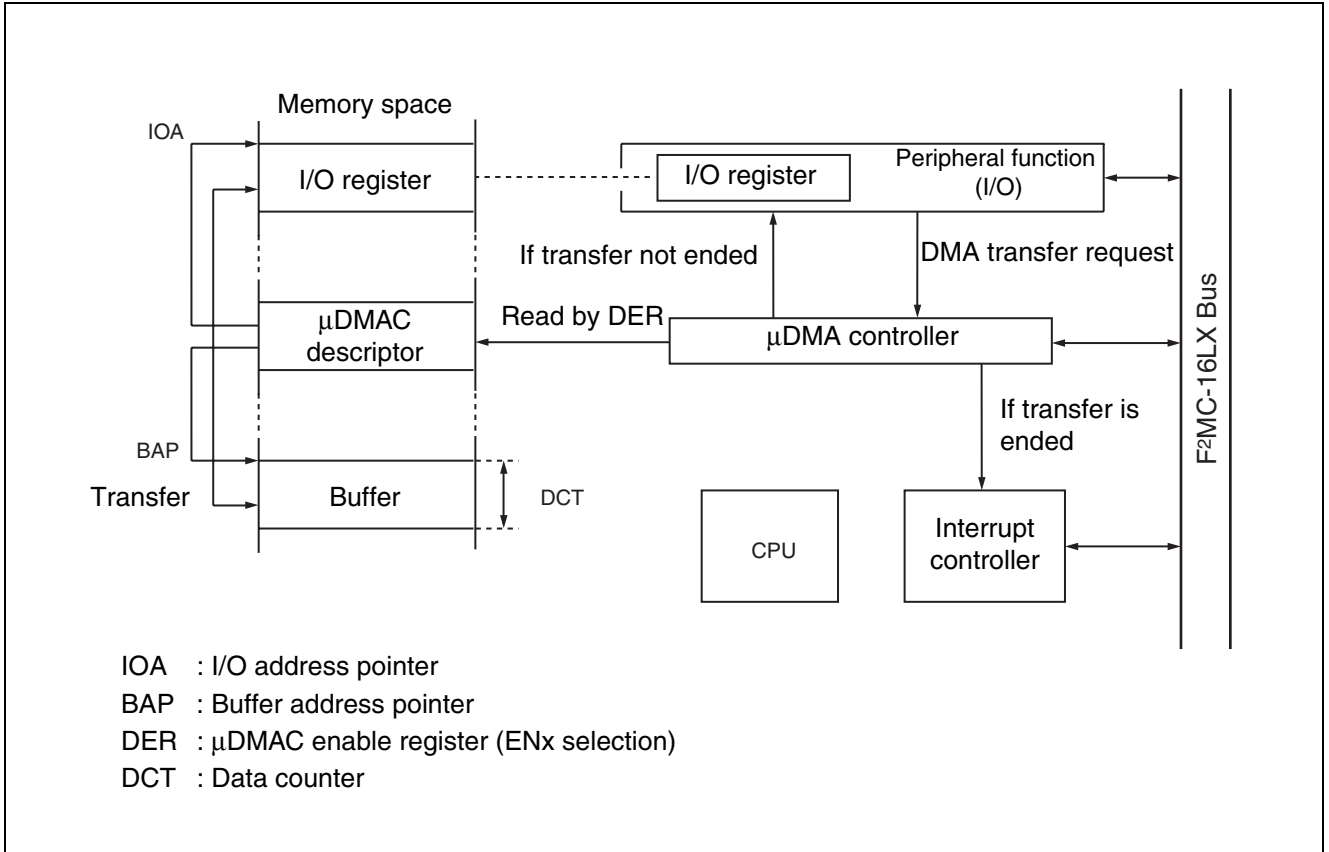 Memory space
IOA
I/O register
I/O register
Peripheral function
(I/O)
If transfer not ended
DMA transfer request
μDMAC
descriptor
Read by DER
μDMA controller
If transfer is
ended
F²MC-16LX Bus
BAP
Transfer
Buffer
DCT
CPU
Interrupt
controller
IOA : I/O address pointer
BAP : Buffer address pointer
DER : μDMAC enable register (ENx selection)
DCT : Data counter